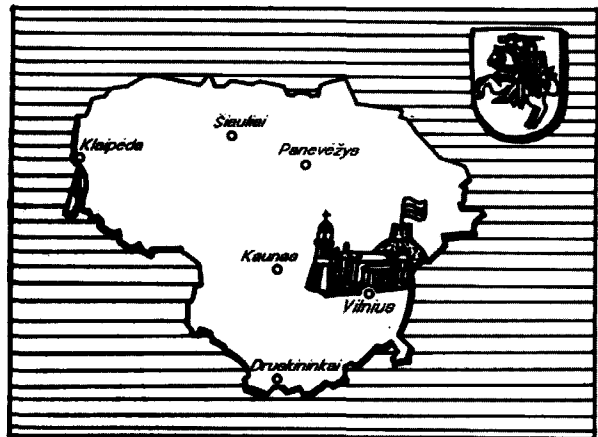 Šiauliai
Klaipėda
Panevėžys
Kaunas
Vilnius
Druskininkai